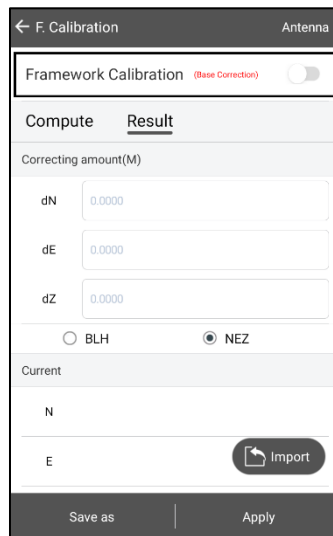 ← F. Calibration Antenna
Framework Calibration (Base Correction)
Compute Result
Correcting amount(M)
dN 0.0000
dE 0.0000
dZ 0.0000
BLH NEZ
Current
N
E Import
Save as Apply